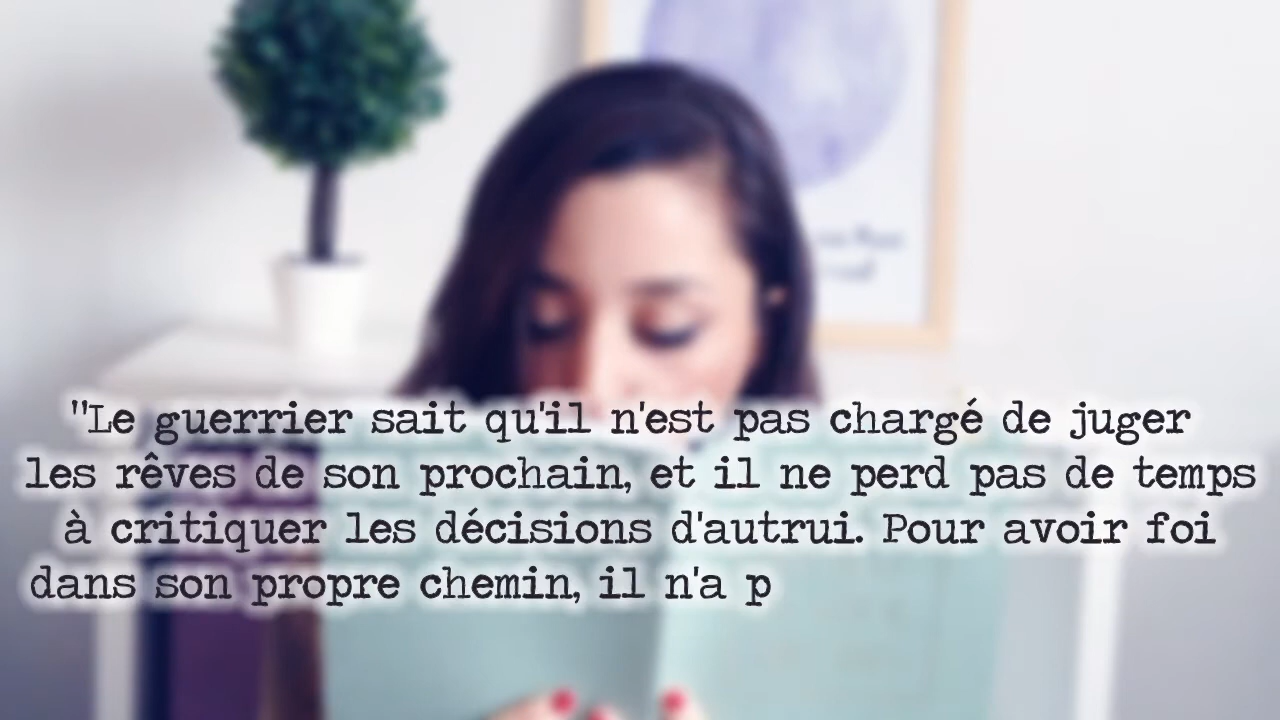 "Le guerrier sait qu'il n'est pas chargé de juger
les rêves de son prochain, et il ne perd pas de temps
à critiquer les décisions d'autrui. Pour avoir foi
dans son propre chemin, il n'a p